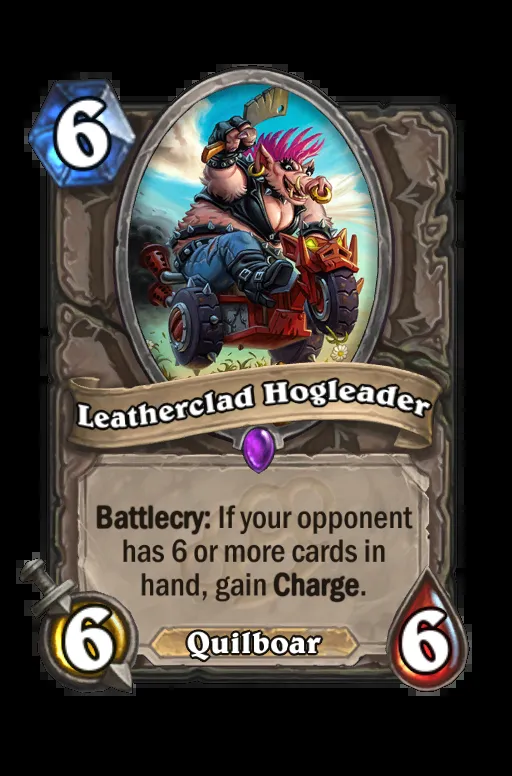 6
Leatherclad Hogleader
Battlecry: If your opponent
has 6 or more cards in
hand, gain Charge.
6
Quilboar
6